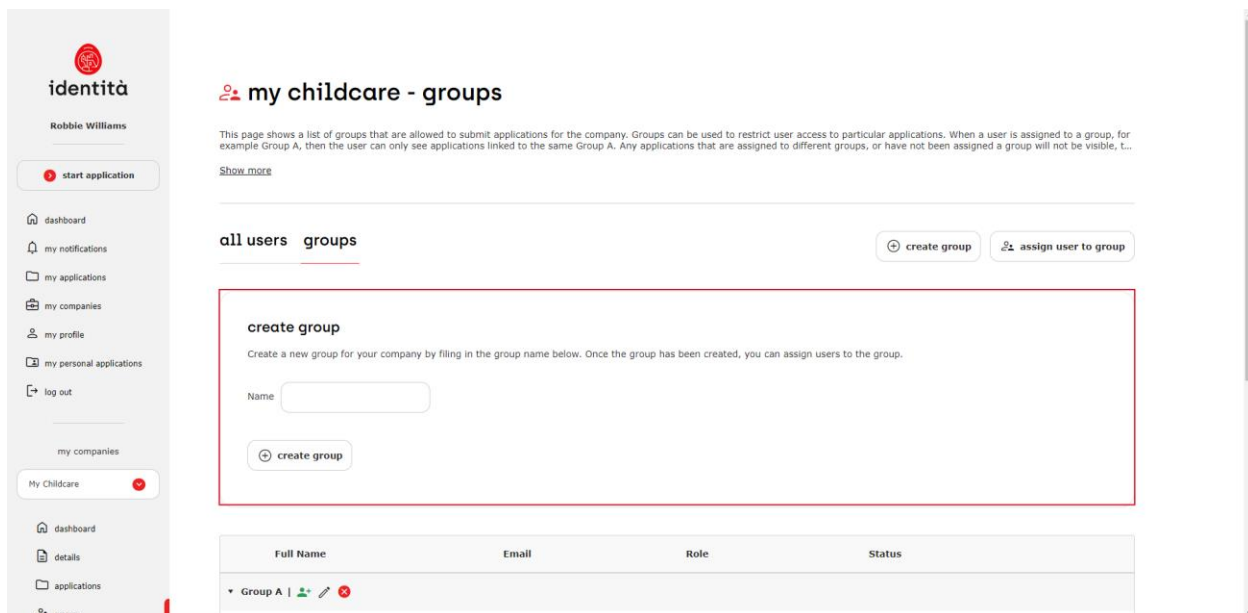 identità
Robbie Williams
start application
dashboard
my notifications
my applications
my companies
my profile
my personal applications
log out
my companies
My Childcare
dashboard
details
applications
my childcare - groups
This page shows a list of groups that are allowed to submit applications for the company. Groups can be used to restrict user access to particular applications. When a user is assigned to a group, for
example Group A, then the user can only see applications linked to the same Group A. Any applications that are assigned to different groups, or have not been assigned a group will not be visible, t...
Show more
all users groups
create group assign user to group
create group
Create a new group for your company by filing in the group name below. Once the group has been created, you can assign users to the group.
Name
create group
Full Name Email Role Status
Group A |